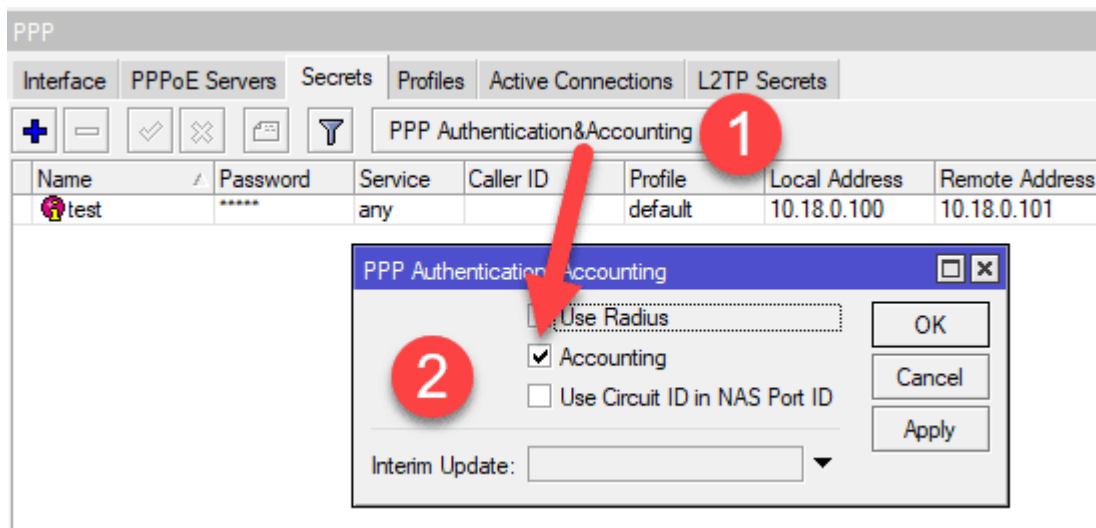 PPP
Interface PPPoE Servers Secrets Profiles Active Connections L2TP Secrets
PPP Authentication&Accounting 1
Name Password Service Caller ID Profile Local Address Remote Address
test ***** any default 10.18.0.100 10.18.0.101
PPP Authentication Accounting
Use Radius OK
2 Accounting
Cancel
Use Circuit ID in NAS Port ID
Apply
Interim Update: